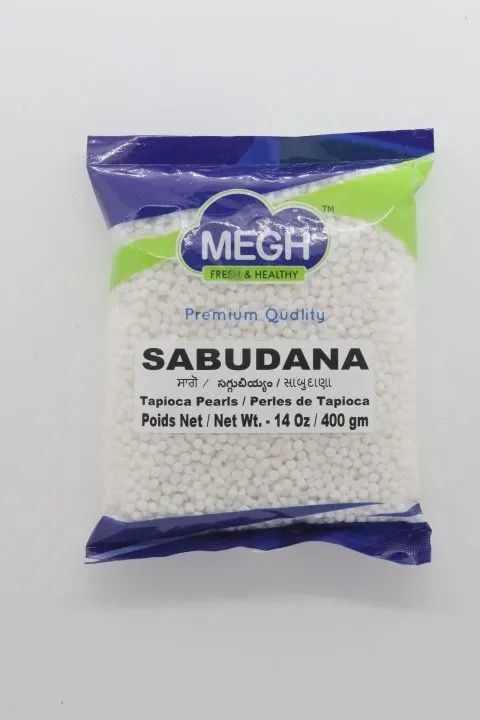 MEGH
TM
FRESH & HEALTHY
Premium Quality
SABUDANA
ਸਾਗੋ / సగ్గుబియ్యం / સાબુદાણા
Tapioca Pearls / Perles de Tapioca
Poids Net / Net Wt. - 14 Oz / 400 gm